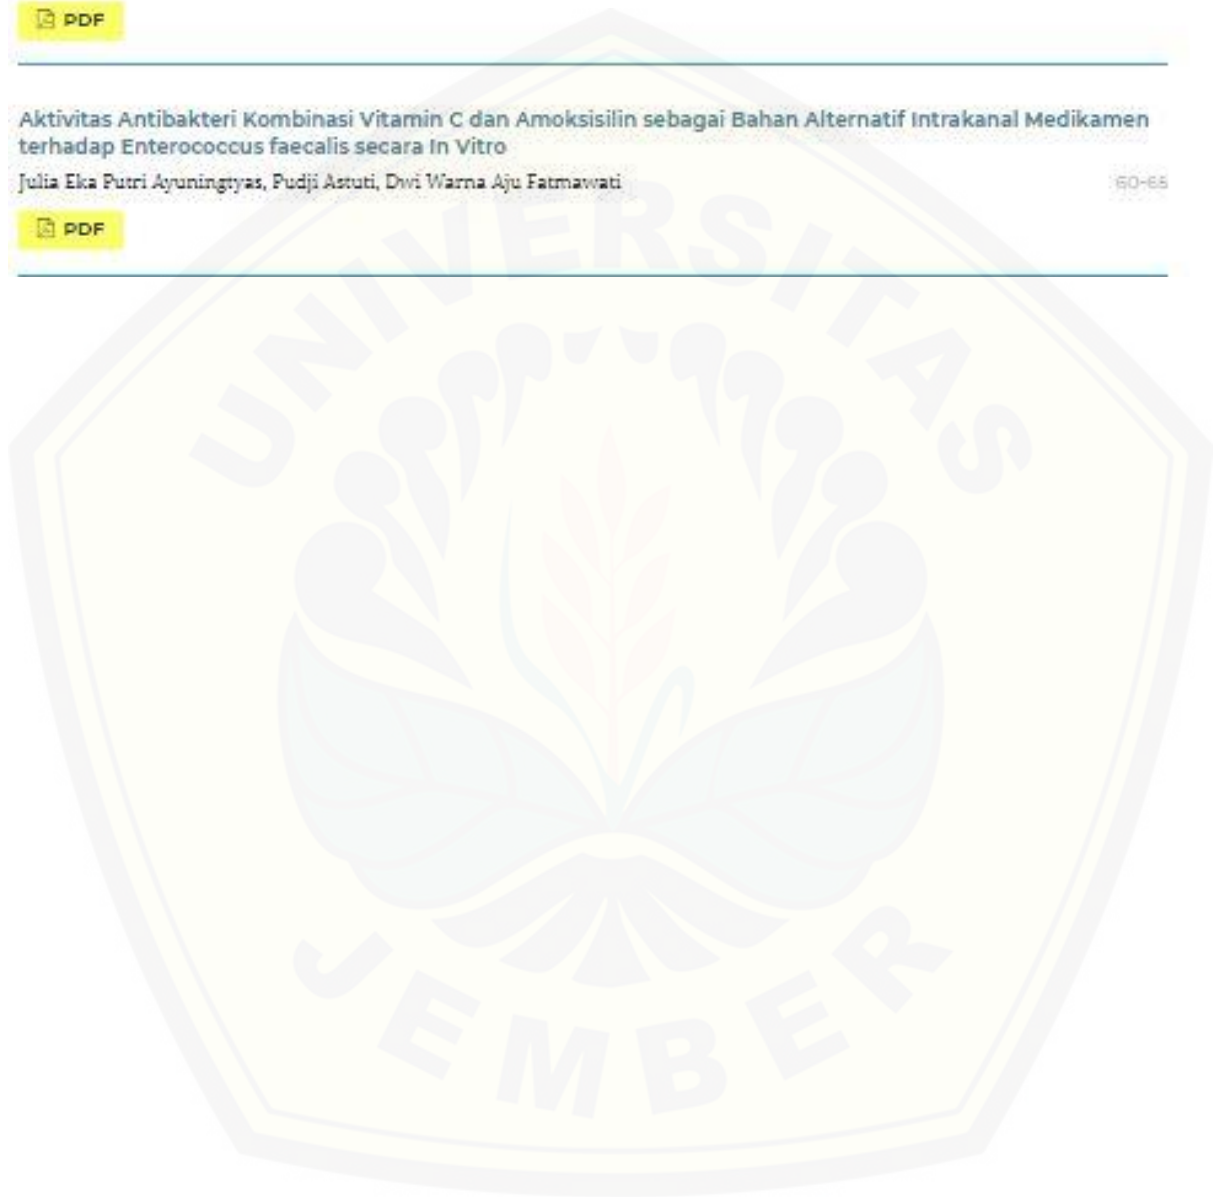 PDF
Aktivitas Antibakteri Kombinasi Vitamin C dan Amoksisilin sebagai Bahan Alternatif Intrakanal Medikamen
terhadap Enterococcus faecalis secara In Vitro
Julia Eka Putri Ayuningtyas, Pudji Astuti, Dwi Warna Aju Fatmawati
60-65
PDF
UNIVERSITAS
JEMBER